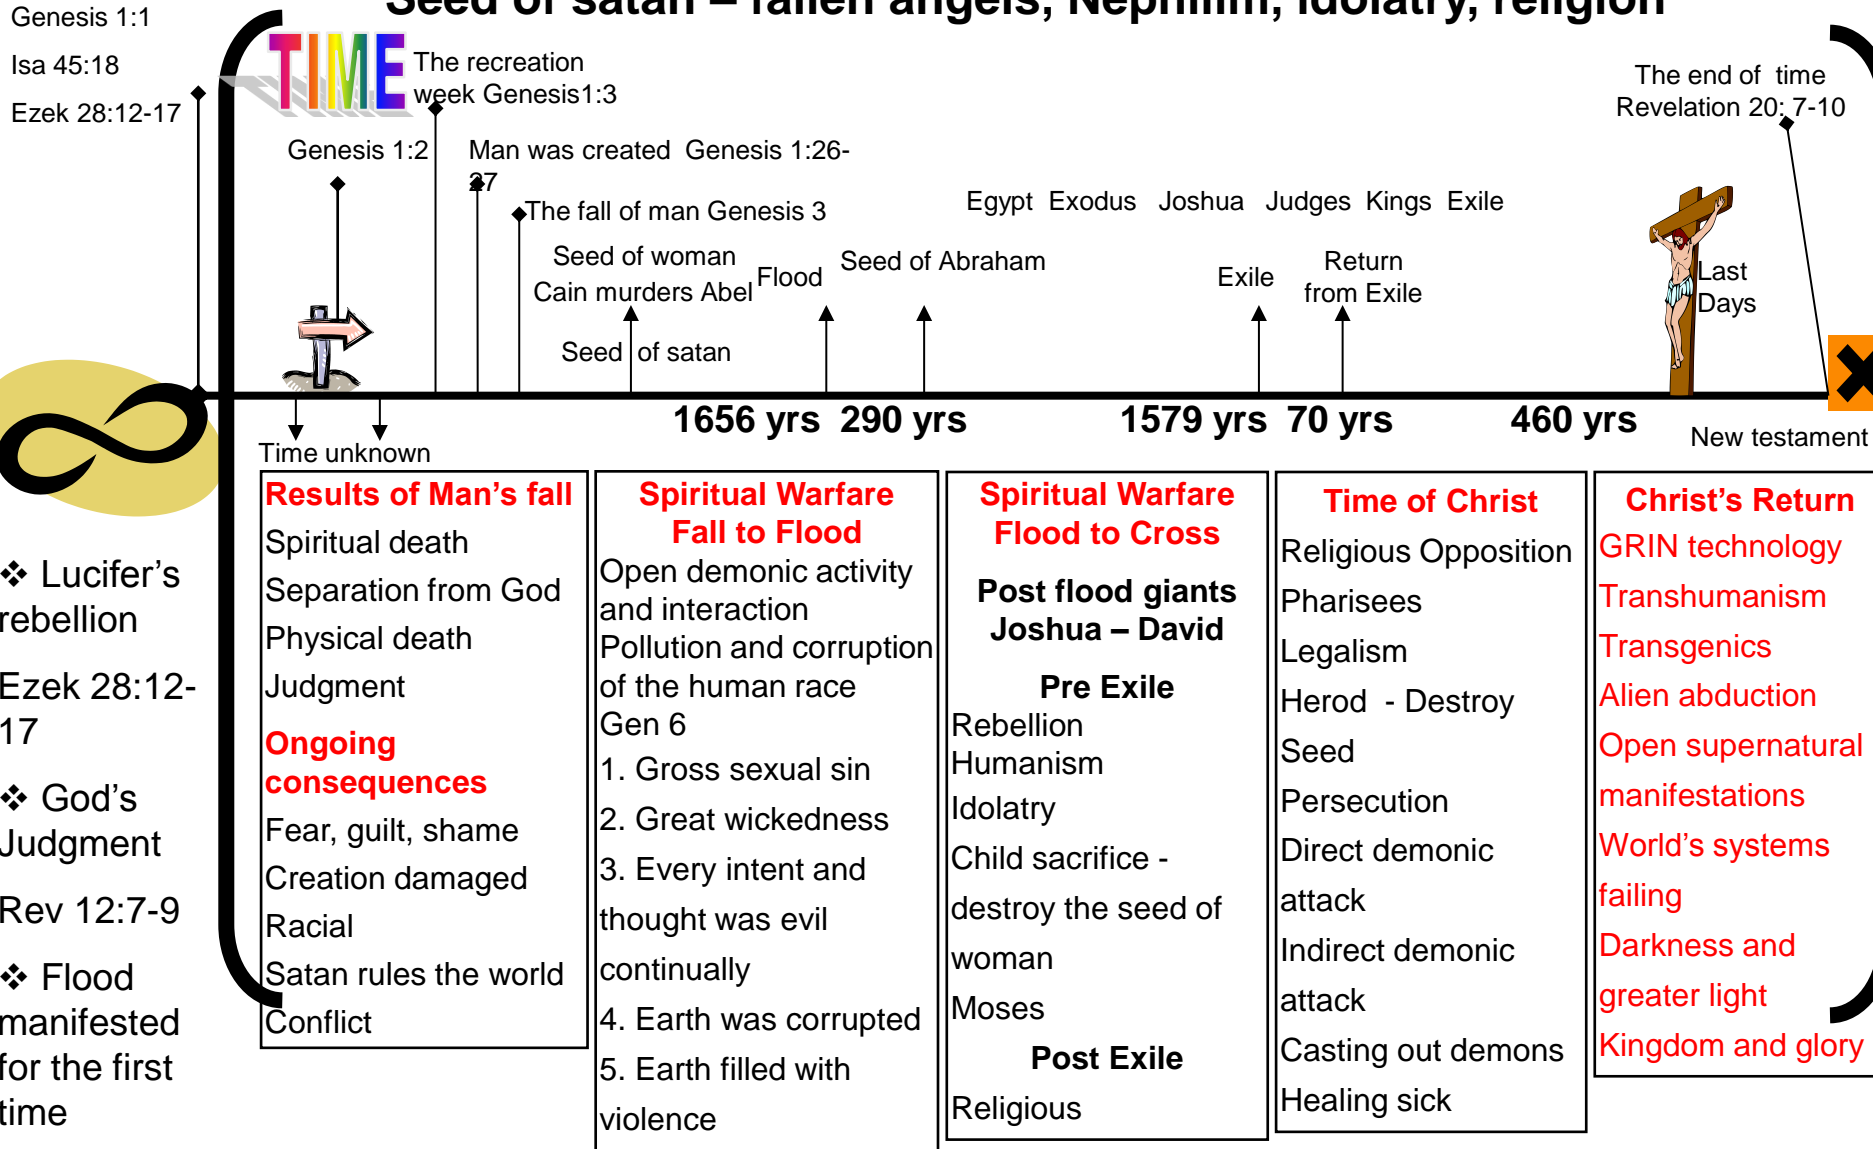 Seed of satan – fallen angels, Nephilim, idolatry, religion
Genesis 1:1
Isa 45:18
Ezek 28:12-17
TIME
The recreation
week Genesis1:3
The end of  time
Revelation 20: 7-10
Genesis 1:2
Man was created  Genesis 1:26-
27
The fall of man Genesis 3
Egypt  Exodus   Joshua   Judges  Kings  Exile
Seed of woman
Cain murders Abel
Flood
Seed of Abraham
Exile
Return
from Exile
Last
Days
Seed  of satan
1656 yrs  290 yrs
1579 yrs  70 yrs
460 yrs
New testament
Time unknown
❖ Lucifer's
rebellion
Ezek 28:12-
17
❖ God's
Judgment
Rev 12:7-9
❖ Flood
manifested
for the first
time
Results of Man's fall
Spiritual death
Separation from God
Physical death
Judgment
Ongoing
consequences
Fear, guilt, shame
Creation damaged
Racial
Satan rules the world
Conflict
Spiritual Warfare
Fall to Flood
Open demonic activity
and interaction
Pollution and corruption
of the human race
Gen 6
1. Gross sexual sin
2. Great wickedness
3. Every intent and
thought was evil
continually
4. Earth was corrupted
5. Earth filled with
violence
Spiritual Warfare
Flood to Cross
Post flood giants
Joshua – David
Pre Exile
Rebellion
Humanism
Idolatry
Child sacrifice -
destroy the seed of
woman
Moses
Post Exile
Religious
Time of Christ
Religious Opposition
Pharisees
Legalism
Herod  - Destroy
Seed
Persecution
Direct demonic
attack
Indirect demonic
attack
Casting out demons
Healing sick
Christ's Return
GRIN technology
Transhumanism
Transgenics
Alien abduction
Open supernatural
manifestations
World's systems
failing
Darkness and
greater light
Kingdom and glory